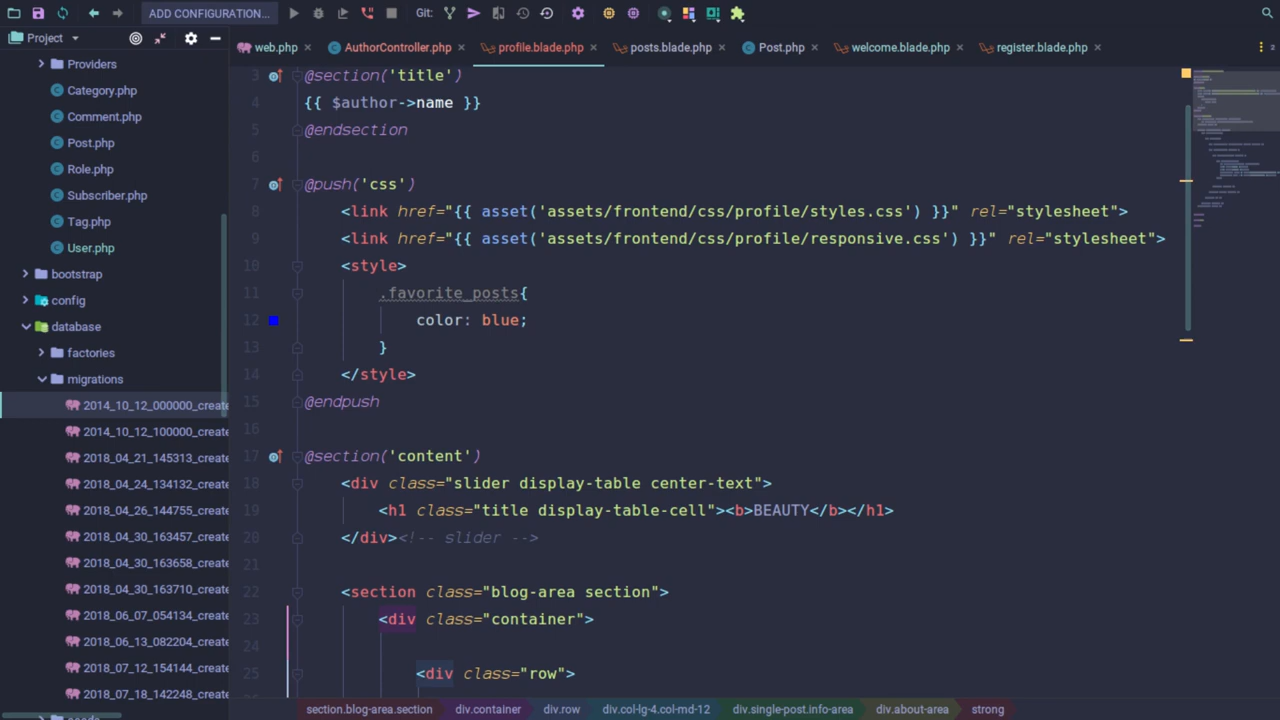 ADD CONFIGURATION...
Git:
Project
web.php
AuthorController.php
profile.blade.php
posts.blade.php
Post.php
welcome.blade.php
register.blade.php
2
Providers
Category.php
Comment.php
Post.php
Role.php
Subscriber.php
Tag.php
User.php
bootstrap
config
database
factories
migrations
2014_10_12_000000_create
2014_10_12_100000_create
2018_04_21_145313_create
2018_04_24_134132_create
2018_04_26_144755_create
2018_04_30_163457_create
2018_04_30_163658_create
2018_04_30_163710_create
2018_06_07_054134_create
2018_06_13_082204_create
2018_07_12_154144_create
2018_07_18_142248_create
3 @section('title')
4 {{ $author->name }}
5 @endsection
6
7 @push('css')
8 <link href="{{ asset('assets/frontend/css/profile/styles.css') }}" rel="stylesheet">
9 <link href="{{ asset('assets/frontend/css/profile/responsive.css') }}" rel="stylesheet">
10 <style>
11 .favorite_posts{
12 color: blue;
13 }
14 </style>
15 @endpush
16
17 @section('content')
18 <div class="slider display-table center-text">
19 <h1 class="title display-table-cell"><b>BEAUTY</b></h1>
20 </div><!-- slider -->
21
22 <section class="blog-area section">
23 <div class="container">
24
25 <div class="row">
section.blog-area.section
div.container
div.row
div.col-lg-4.col-md-12
div.single-post.info-area
div.about-area
strong